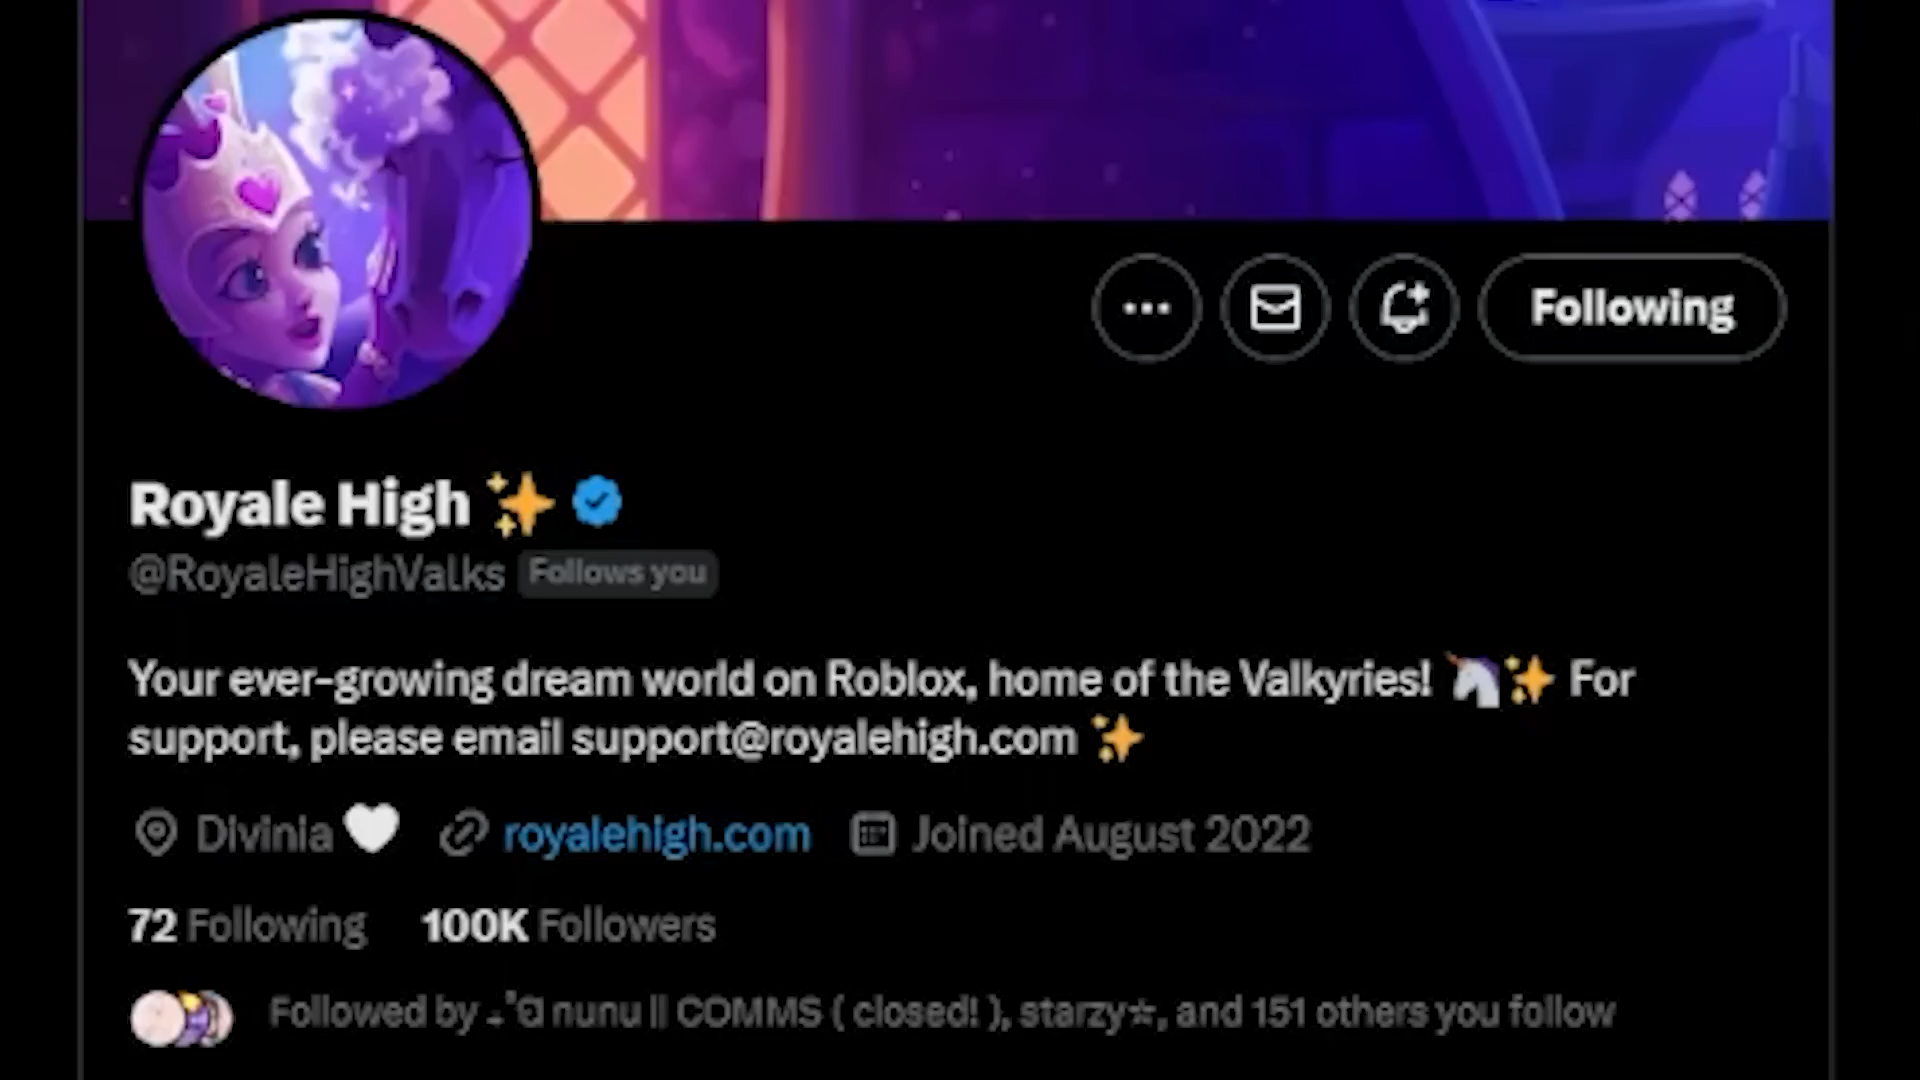 Following
Royale High ✨
@RoyaleHighValks Follows you
Your ever-growing dream world on Roblox, home of the Valkyries! 🦄✨ For
support, please email support@royalehigh.com ✨
Divinia 🤍 royalehigh.com Joined August 2022
72 Following 100K Followers
Followed by nunu || COMMS ( closed! ), starzy☆, and 151 others you follow